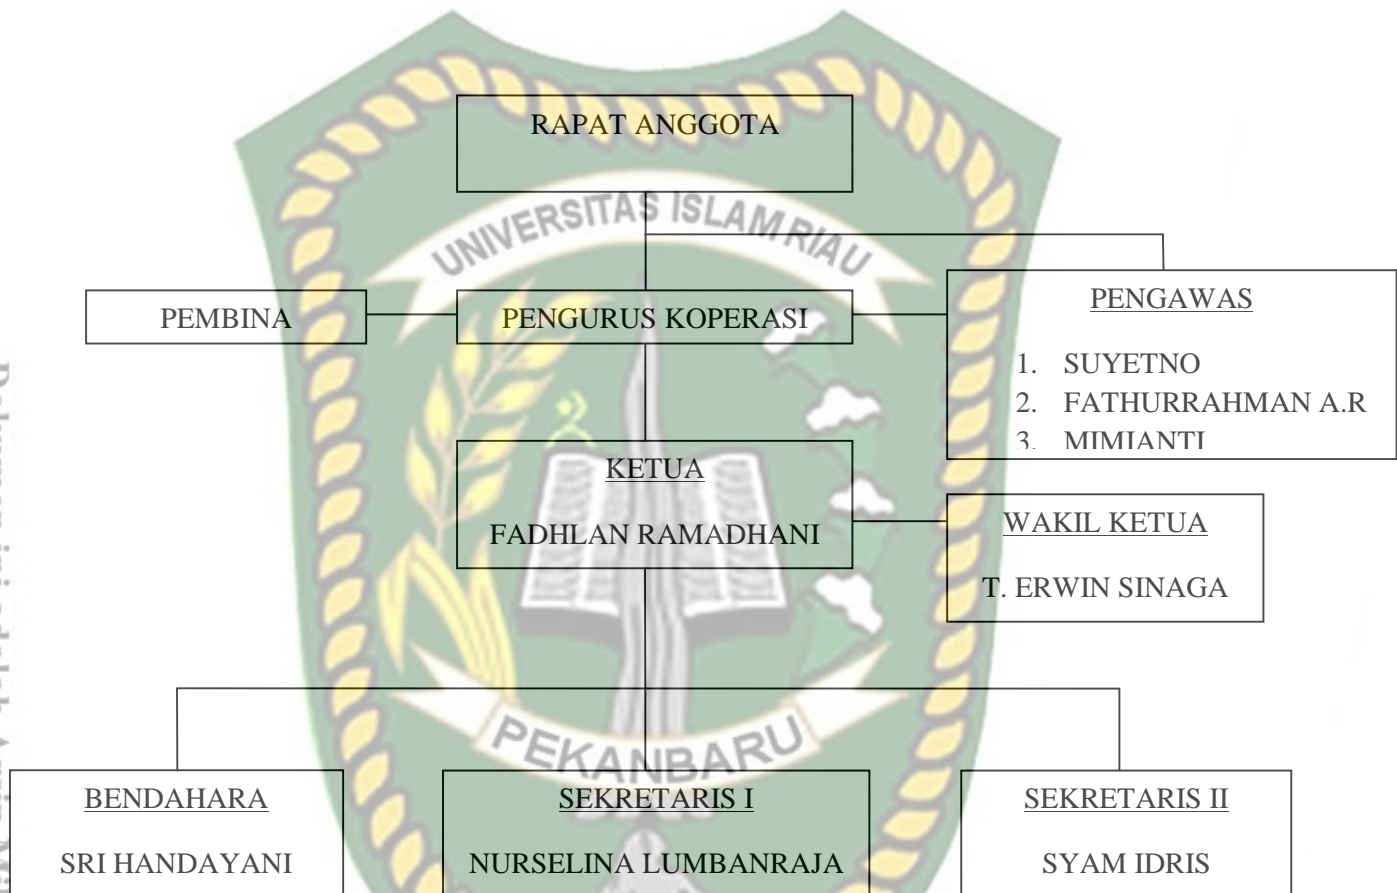 RAPAT ANGGOTA
UNIVERSITAS ISLAM RIAU
PEMBINA
PENGURUS KOPERASI
PENGAWAS
1. SUYETNO
2. FATHURRAHMAN A.R
3. MIMIANTI
KETUA
FADHLAN RAMADHANI
WAKIL KETUA
T. ERWIN SINAGA
PEKANBARU
BENDAHARA
SRI HANDAYANI
SEKRETARIS I
NURSELINA LUMBANRAJA
SEKRETARIS II
SYAM IDRIS